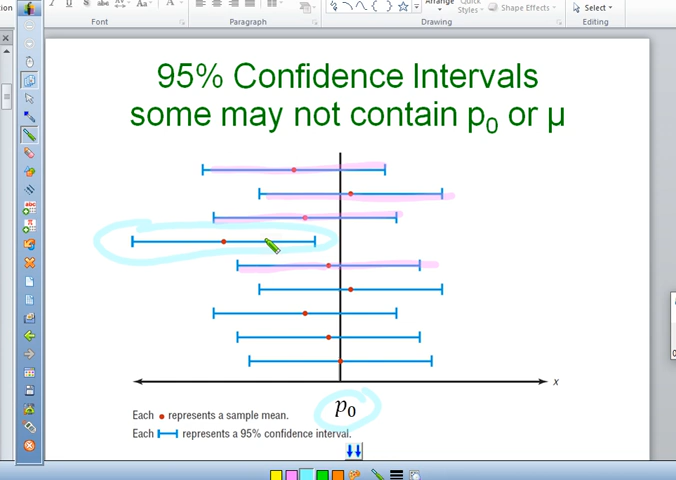 Font
Paragraph
Arrange
Quick
Styles
Shape Effects
Drawing
Select
Editing
abc
π
95% Confidence Intervals
some may not contain p₀ or μ
x
p₀
Each • represents a sample mean.
Each represents a 95% confidence interval.